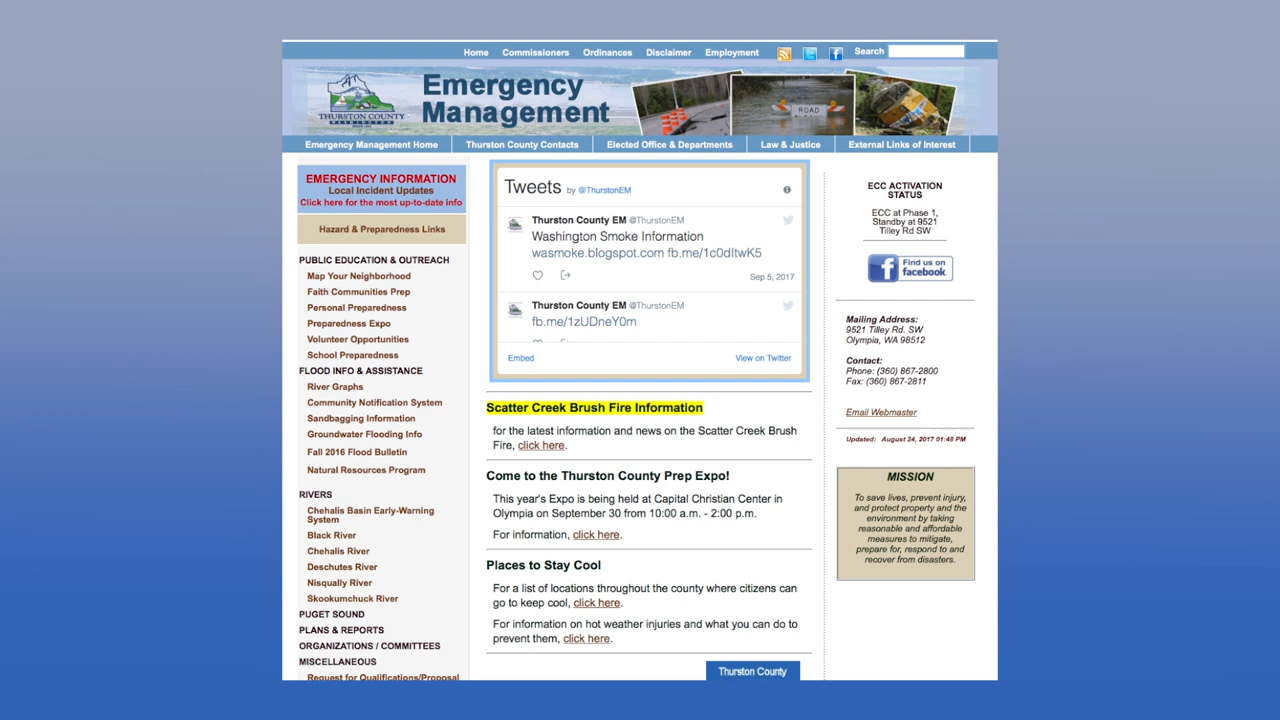 Home Commissioners Ordinances Disclaimer Employment Search
THURSTON COUNTY
WASHINGTON
Emergency
Management
ROAD
Emergency Management Home Thurston County Contacts Elected Office & Departments Law & Justice External Links of Interest
EMERGENCY INFORMATION
Local Incident Updates
Click here for the most up-to-date info
Hazard & Preparedness Links
PUBLIC EDUCATION & OUTREACH
Map Your Neighborhood
Faith Communities Prep
Personal Preparedness
Preparedness Expo
Volunteer Opportunities
School Preparedness
FLOOD INFO & ASSISTANCE
River Graphs
Community Notification System
Sandbagging Information
Groundwater Flooding Info
Fall 2016 Flood Bulletin
Natural Resources Program
RIVERS
Chehalis Basin Early-Warning
System
Black River
Chehalis River
Deschutes River
Nisqually River
Skookumchuck River
PUGET SOUND
PLANS & REPORTS
ORGANIZATIONS / COMMITTEES
MISCELLANEOUS
Request for Qualifications/Proposal
Tweets by @ThurstonEM
Thurston County EM @ThurstonEM
Washington Smoke Information
wasmoke.blogspot.com fb.me/1c0dItwK5
Sep 5, 2017
Thurston County EM @ThurstonEM
fb.me/1zUDneY0m
Embed View on Twitter
Scatter Creek Brush Fire Information
for the latest information and news on the Scatter Creek Brush
Fire, click here.
Come to the Thurston County Prep Expo!
This year's Expo is being held at Capital Christian Center in
Olympia on September 30 from 10:00 a.m. - 2:00 p.m.
For information, click here.
Places to Stay Cool
For a list of locations throughout the county where citizens can
go to keep cool, click here.
For information on hot weather injuries and what you can do to
prevent them, click here.
Thurston County
ECC ACTIVATION
STATUS
ECC at Phase 1,
Standby at 9521
Tilley Rd SW
Find us on
facebook.
Mailing Address:
9521 Tilley Rd. SW
Olympia, WA 98512
Contact:
Phone: (360) 867-2800
Fax: (360) 867-2811
Email Webmaster
Updated: August 24, 2017 01:48 PM
MISSION
To save lives, prevent injury,
and protect property and the
environment by taking
reasonable and affordable
measures to mitigate,
prepare for, respond to and
recover from disasters.